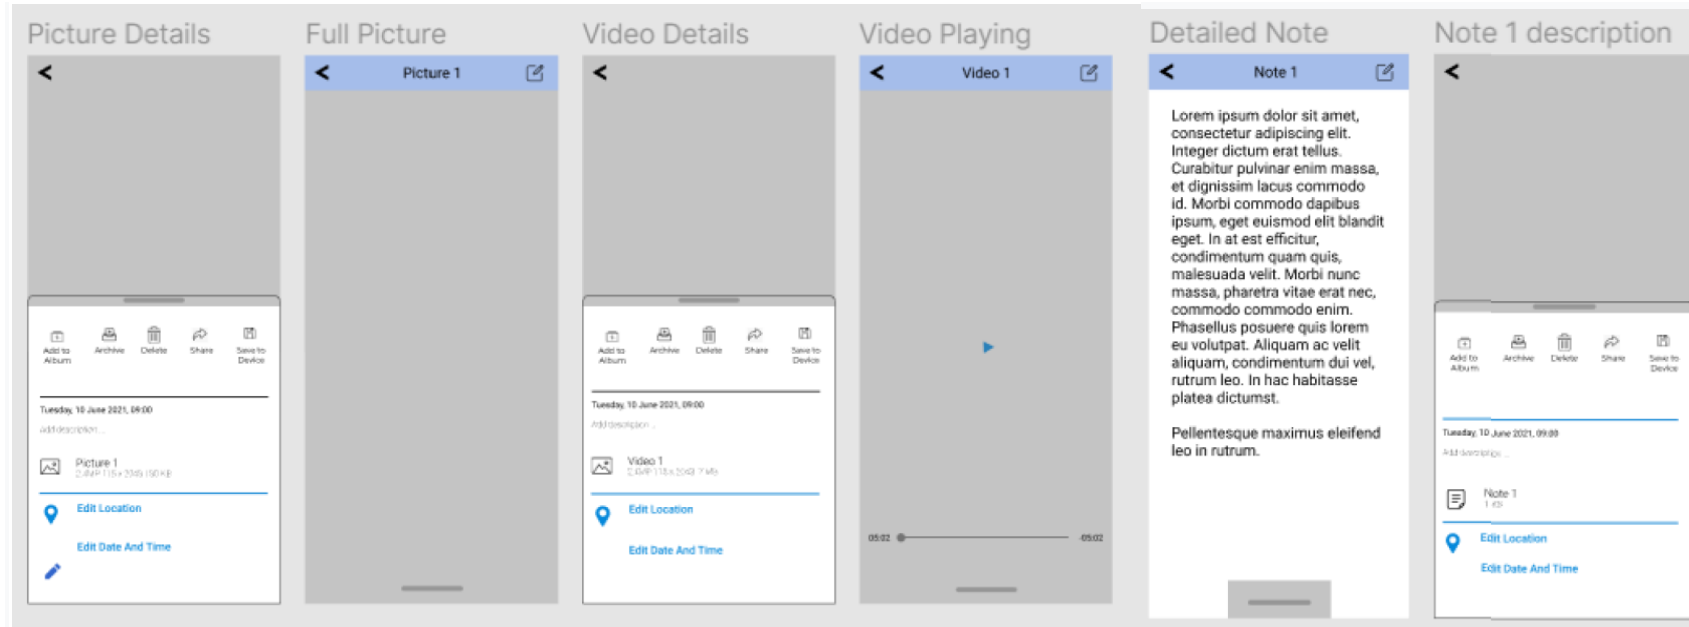 Picture Details
Add to
Album
Archive
Delete
Share
Save to
Device
Tuesday, 10 June 2021, 09:00
Add description ...
Picture 1
Edit Location
Edit Date And Time
Full Picture
Picture 1
Video Details
Add to
Album
Archive
Delete
Share
Save to
Device
Tuesday, 10 June 2021, 09:00
Add description ...
Video 1
Edit Location
Edit Date And Time
Video Playing
Video 1
05:02
-05:02
Detailed Note
Note 1
Lorem ipsum dolor sit amet,
consectetur adipiscing elit.
Integer dictum erat tellus.
Curabitur pulvinar enim massa,
et dignissim lacus commodo
id. Morbi commodo dapibus
ipsum, eget euismod elit blandit
eget. In at est efficitur,
condimentum quam quis,
malesuada velit. Morbi nunc
massa, pharetra vitae erat nec,
commodo commodo enim.
Phasellus posuere quis lorem
eu volutpat. Aliquam ac velit
aliquam, condimentum dui vel,
rutrum leo. In hac habitasse
platea dictumst.
Pellentesque maximus eleifend
leo in rutrum.
Note 1 description
Add to
Album
Archive
Delete
Share
Save to
Device
Tuesday, 10 June 2021, 09:00
Add description ...
Note 1
1 KB
Edit Location
Edit Date And Time